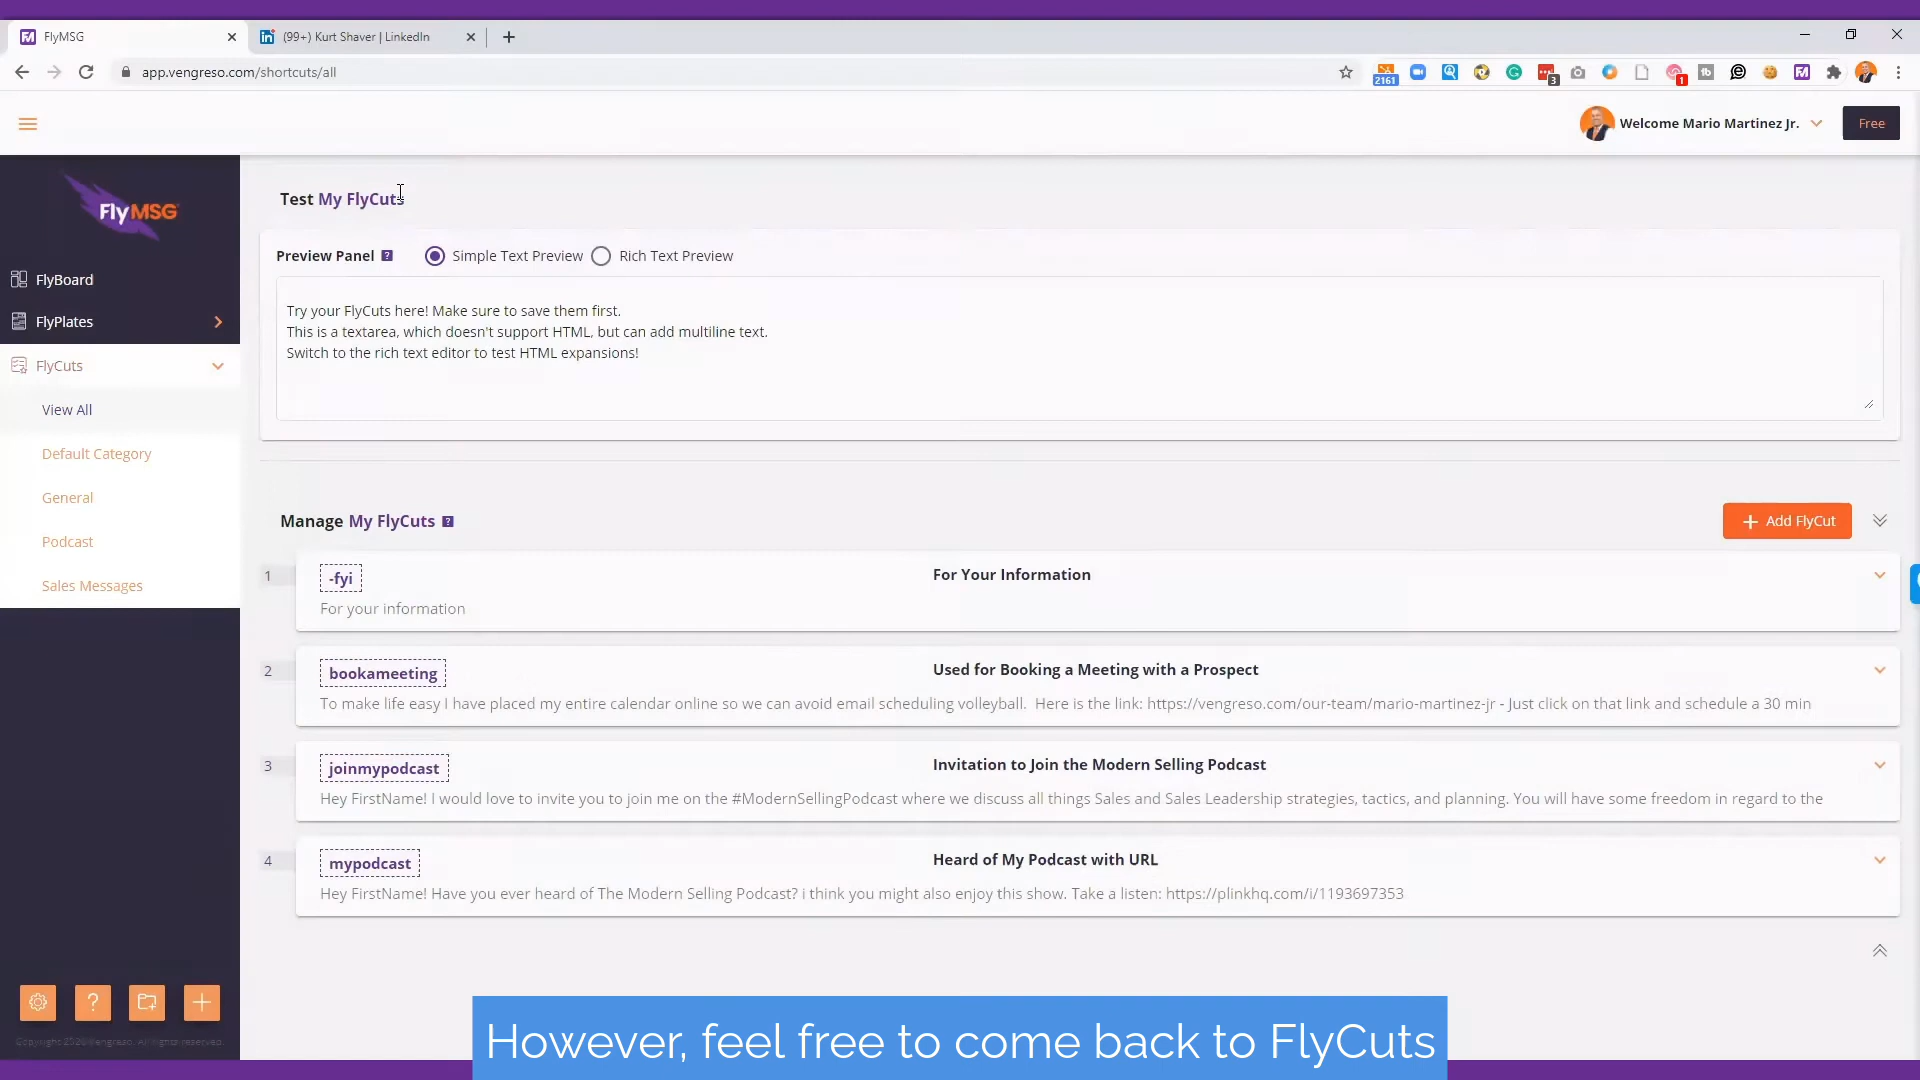 FlyMSG
(99+) Kurt Shaver | LinkedIn
app.vengreso.com/shortcuts/all
2161
3
1
Welcome Mario Martinez Jr.
Free
FlyMSG
FlyBoard
FlyPlates
FlyCuts
View All
Default Category
General
Podcast
Sales Messages
Test My FlyCuts
Preview Panel ?
Simple Text Preview
Rich Text Preview
Try your FlyCuts here! Make sure to save them first.
This is a textarea, which doesn't support HTML, but can add multiline text.
Switch to the rich text editor to test HTML expansions!
Manage My FlyCuts ?
+ Add FlyCut
1
-fyi
For Your Information
For your information
2
bookameeting
Used for Booking a Meeting with a Prospect
To make life easy I have placed my entire calendar online so we can avoid email scheduling volleyball.  Here is the link: https://vengreso.com/our-team/mario-martinez-jr - Just click on that link and schedule a 30 min
3
joinmypodcast
Invitation to Join the Modern Selling Podcast
Hey FirstName! I would love to invite you to join me on the #ModernSellingPodcast where we discuss all things Sales and Sales Leadership strategies, tactics, and planning. You will have some freedom in regard to the
4
mypodcast
Heard of My Podcast with URL
Hey FirstName! Have you ever heard of The Modern Selling Podcast? i think you might also enjoy this show. Take a listen: https://plinkhq.com/i/1193697353
However, feel free to come back to FlyCuts